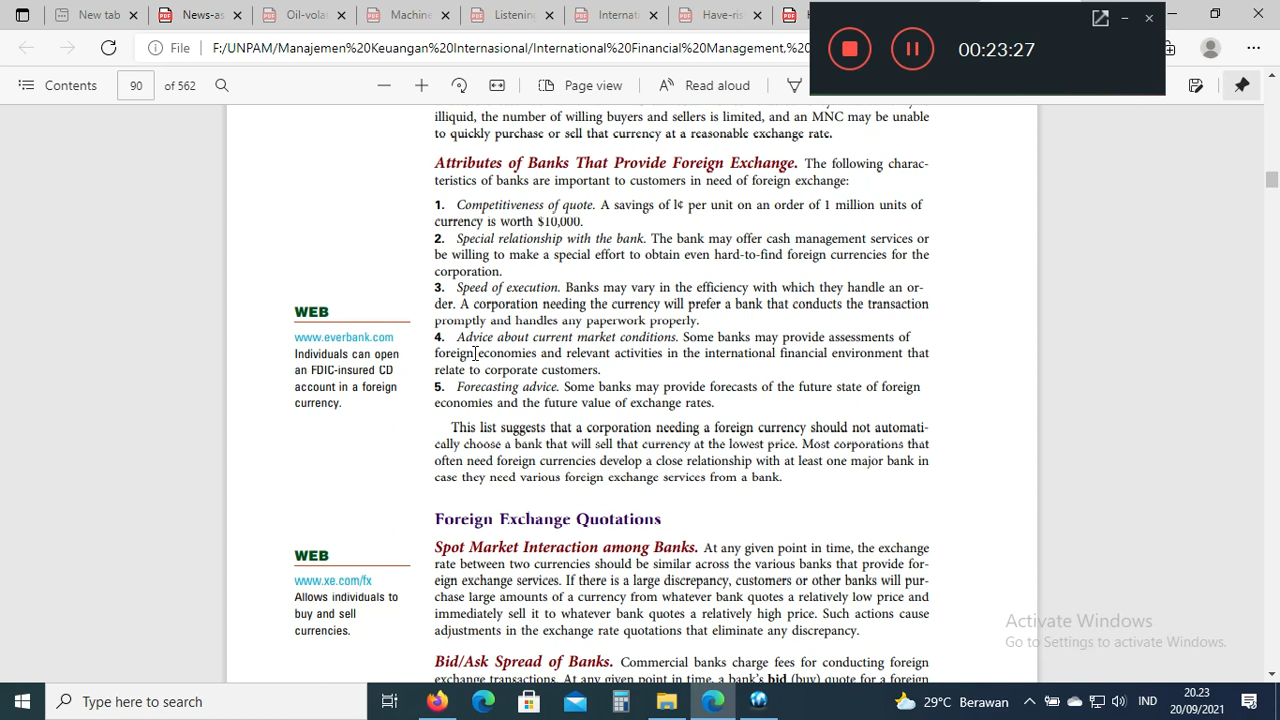 New
News-as
Oil-volat
Machine
Listening
Internati
Have-ris
File F:/UNPAM/Manajemen%20Keuangan%20Internasional/International%20Financial%20Management,%20
00:23:27
Contents 90 of 562
Page view
Read aloud
illiquid, the number of willing buyers and sellers is limited, and an MNC may be unable
to quickly purchase or sell that currency at a reasonable exchange rate.
Attributes of Banks That Provide Foreign Exchange. The following charac-
teristics of banks are important to customers in need of foreign exchange:
1. Competitiveness of quote. A savings of 1¢ per unit on an order of 1 million units of
currency is worth $10,000.
2. Special relationship with the bank. The bank may offer cash management services or
be willing to make a special effort to obtain even hard-to-find foreign currencies for the
corporation.
3. Speed of execution. Banks may vary in the efficiency with which they handle an or-
der. A corporation needing the currency will prefer a bank that conducts the transaction
promptly and handles any paperwork properly.
4. Advice about current market conditions. Some banks may provide assessments of
foreign economies and relevant activities in the international financial environment that
relate to corporate customers.
5. Forecasting advice. Some banks may provide forecasts of the future state of foreign
economies and the future value of exchange rates.
WEB
www.everbank.com
Individuals can open
an FDIC-insured CD
account in a foreign
currency.
This list suggests that a corporation needing a foreign currency should not automati-
cally choose a bank that will sell that currency at the lowest price. Most corporations that
often need foreign currencies develop a close relationship with at least one major bank in
case they need various foreign exchange services from a bank.
Foreign Exchange Quotations
Spot Market Interaction among Banks. At any given point in time, the exchange
rate between two currencies should be similar across the various banks that provide for-
eign exchange services. If there is a large discrepancy, customers or other banks will pur-
chase large amounts of a currency from whatever bank quotes a relatively low price and
immediately sell it to whatever bank quotes a relatively high price. Such actions cause
adjustments in the exchange rate quotations that eliminate any discrepancy.
WEB
www.xe.com/fx
Allows individuals to
buy and sell
currencies.
Bid/Ask Spread of Banks. Commercial banks charge fees for conducting foreign
exchange transactions. At any given point in time, a bank's bid (buy) quote for a foreign
Activate Windows
Go to Settings to activate Windows.
Type here to search
29°C Berawan
IND
20.23
20/09/2021